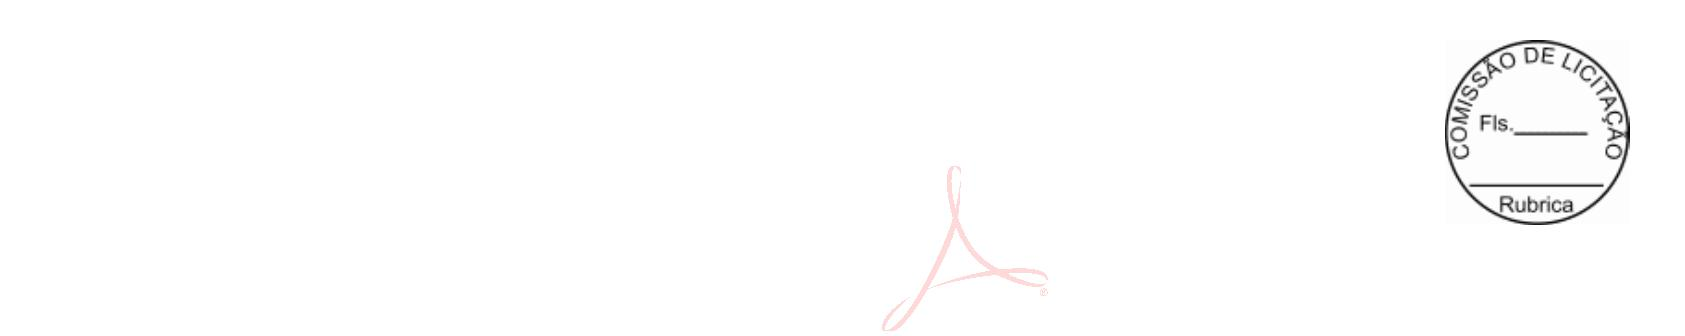 COMISSÃO DE LICITAÇÃO
Fls.______
Rubrica
®